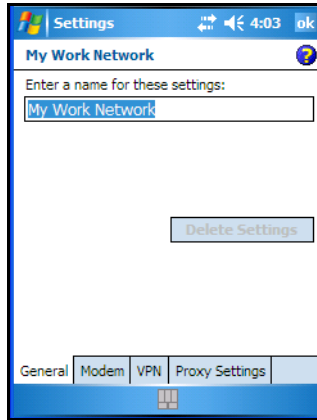 Settings 4:03 ok
My Work Network
Enter a name for these settings:
My Work Network
Delete Settings
General Modem VPN Proxy Settings